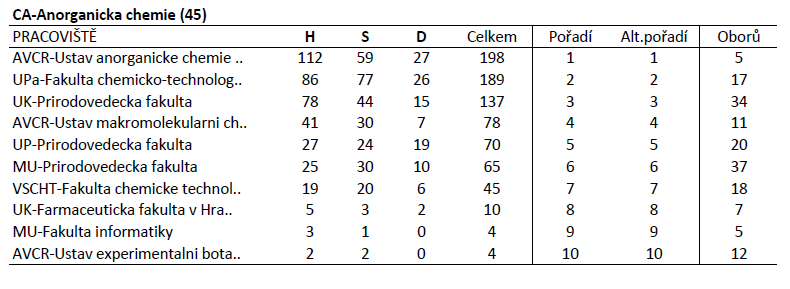 CA-Anorganicka chemie (45)
PRACOVIŠTĚ H S D Celkem Pořadí Alt.pořadí Oborů
AVCR-Ustav anorganicke chemie .. 112 59 27 198 1 1 5
UPa-Fakulta chemicko-technolog.. 86 77 26 189 2 2 17
UK-Prirodovedecka fakulta 78 44 15 137 3 3 34
AVCR-Ustav makromolekularni ch.. 41 30 7 78 4 4 11
UP-Prirodovedecka fakulta 27 24 19 70 5 5 20
MU-Prirodovedecka fakulta 25 30 10 65 6 6 37
VSCHT-Fakulta chemicke technol.. 19 20 6 45 7 7 18
UK-Farmaceuticka fakulta v Hra.. 5 3 2 10 8 8 7
MU-Fakulta informatiky 3 1 0 4 9 9 5
AVCR-Ustav experimentalni bota.. 2 2 0 4 10 10 12